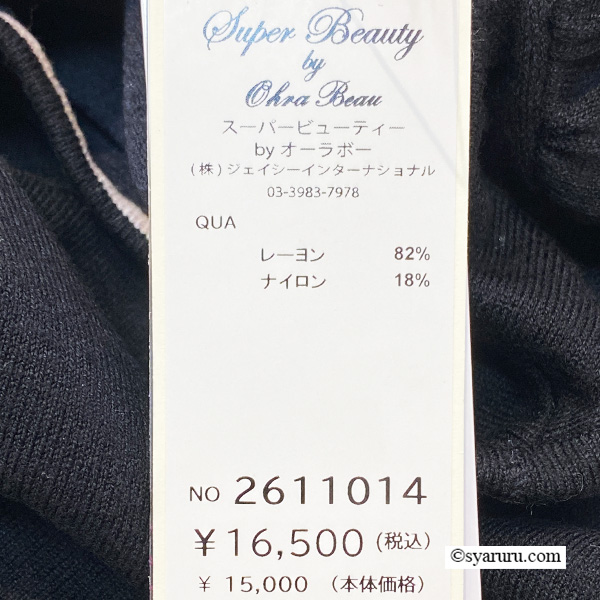 Super Beauty
by
Ohra Beau
スーパービューティー
by オーラボー
(株)ジェイシーインターナショナル
03-3983-7978
QUA
レーヨン 82%
ナイロン 18%
NO 2611014
¥16,500(税込)
¥ 15,000 (本体価格)
©syaruru.com